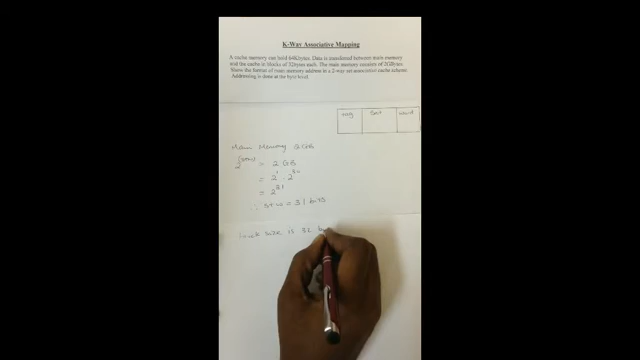 K-Way Associative Mapping
A cache memory can hold 64Kbytes. Data is transferred between main memory
and the cache in blocks of 32bytes each. The main memory consists of 2GBytes.
Show the format of main memory address in a 2-way set associative cache scheme.
Addressing is done at the byte level.
tag set word
Main Memory 2GB
= 2 GB
= 2^1 . 2^30
= 2^31
∴ s+w = 31 bits
size is 32